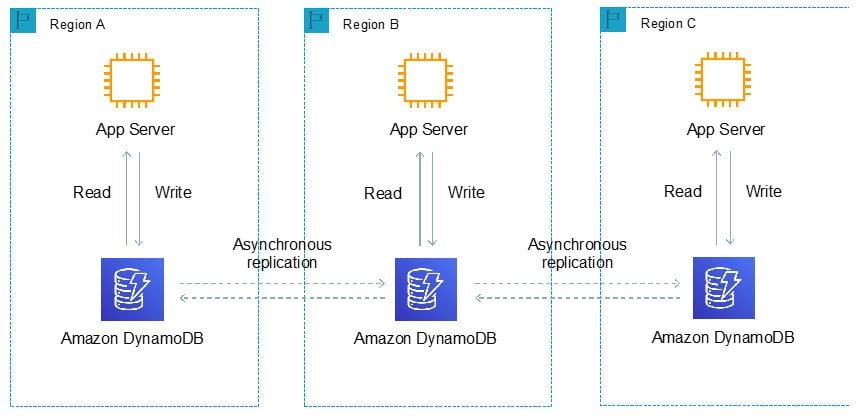 Region A
Region B
Region C
App Server
App Server
App Server
Read
Write
Read
Write
Read
Write
Asynchronous
replication
Asynchronous
replication
Amazon DynamoDB
Amazon DynamoDB
Amazon DynamoDB